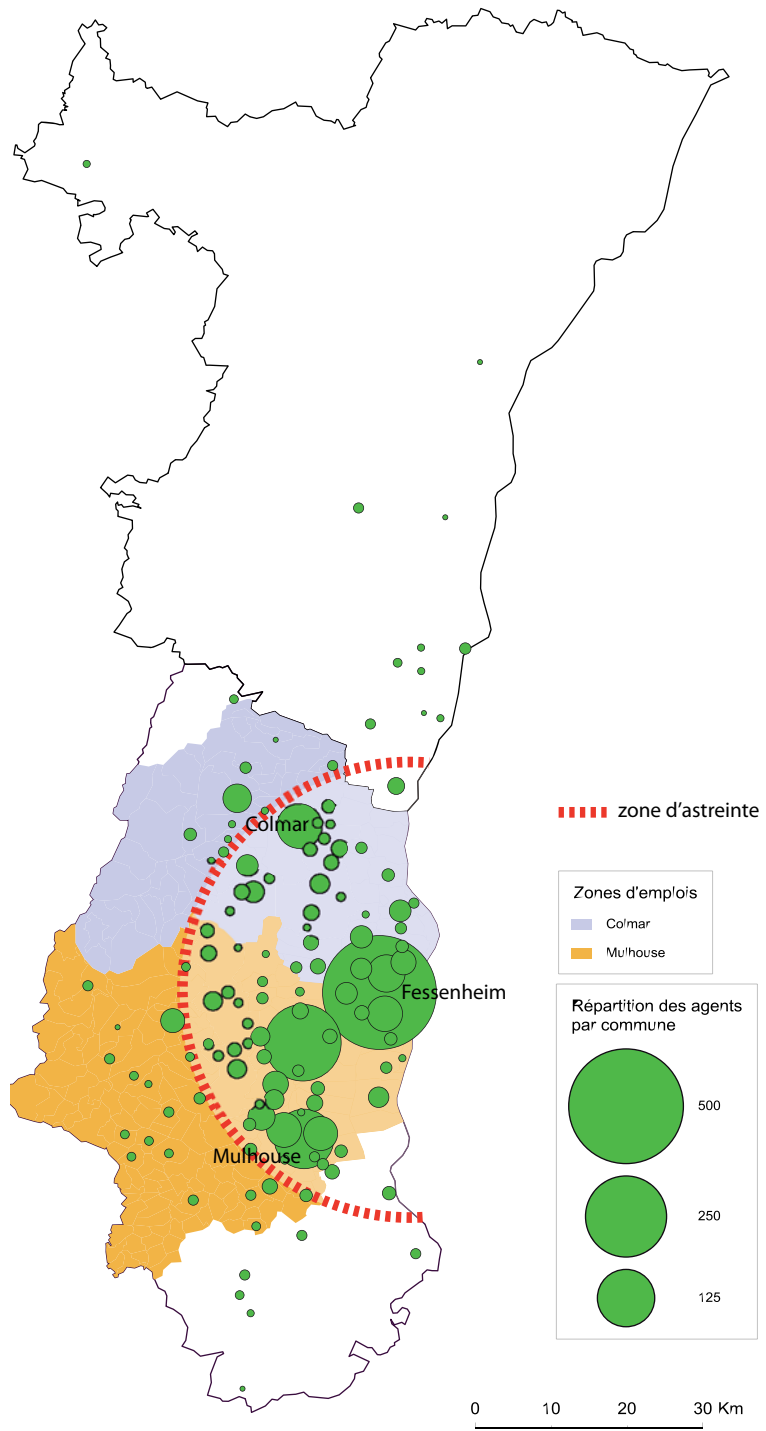 Colmar
zone d'astreinte
Zones d'emplois
Colmar
Mulhouse
Fessenheim
Répartition des agents
par commune
500
250
125
Mulhouse
0 10 20 30 Km